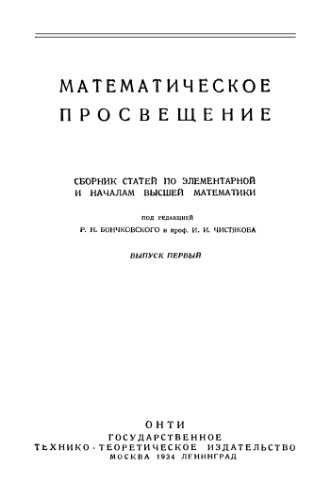 МАТЕМАТИЧЕСКОЕ
ПРОСВЕЩЕНИЕ
СБОРНИК СТАТЕЙ ПО ЭЛЕМЕНТАРНОЙ
И НАЧАЛАМ ВЫСШЕЙ МАТЕМАТИКИ
ПОД РЕДАКЦИЕЙ
Р. Н. БОНЧКОВСКОГО и проф. И. И. ЧИСТЯКОВА
ВЫПУСК ПЕРВЫЙ
ОНТИ
ГОСУДАРСТВЕННОЕ
ТЕХНИКО-ТЕОРЕТИЧЕСКОЕ ИЗДАТЕЛЬСТВО
МОСКВА 1934 ЛЕНИНГРАД